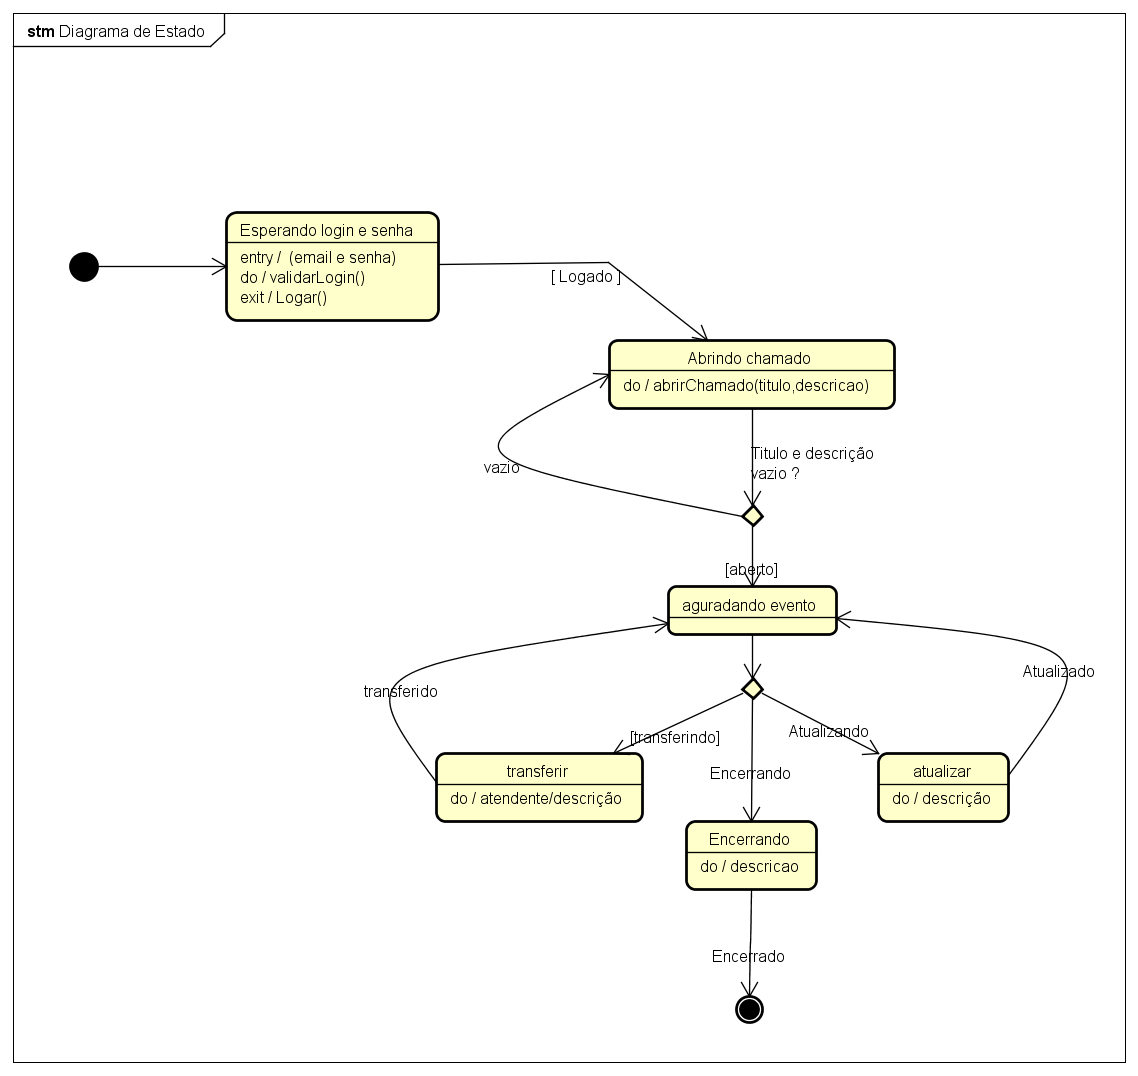 stm Diagrama de Estado
Esperando login e senha
entry / (email e senha)
do / validarLogin()
exit / Logar()
[ Logado ]
Abrindo chamado
do / abrirChamado(titulo,descricao)
Titulo e descrição
vazio ?
vazio
[aberto]
aguradando evento
transferido
Atualizado
[transferindo]
Atualizando
Encerrando
transferir
do / atendente/descrição
atualizar
do / descrição
Encerrando
do / descricao
Encerrado